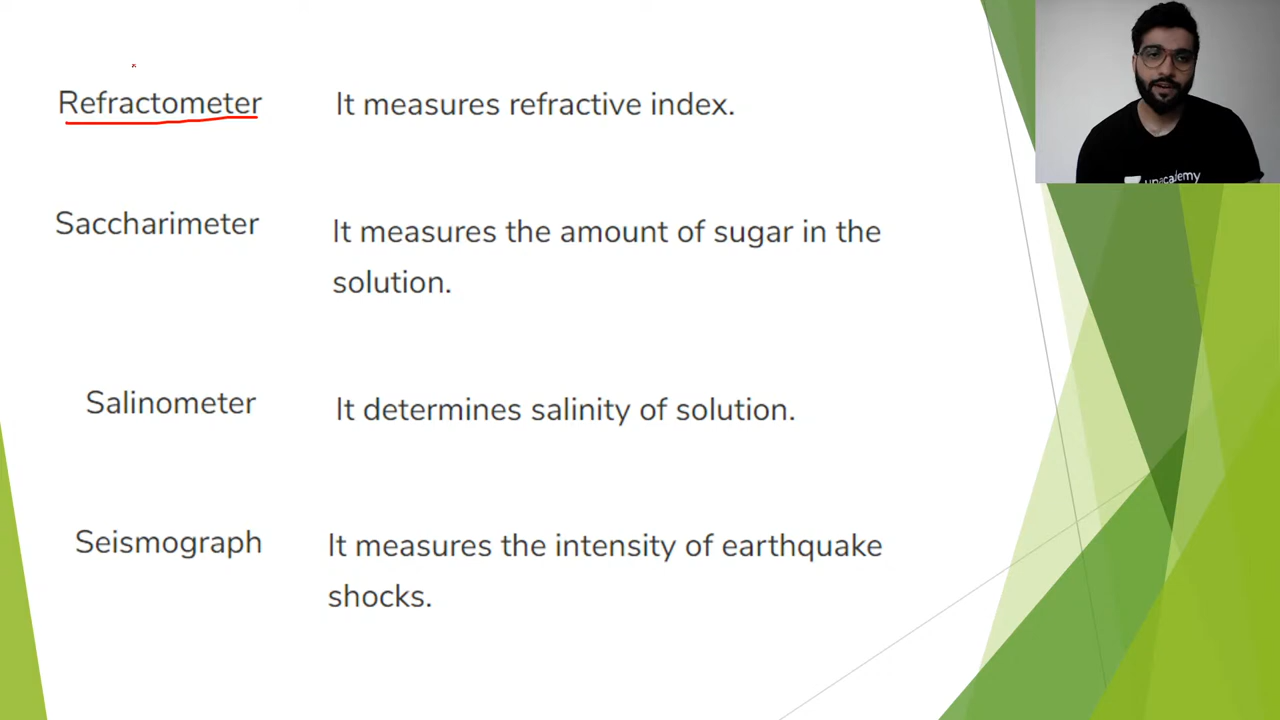 Refractometer It measures refractive index.
Saccharimeter It measures the amount of sugar in the
solution.
Salinometer It determines salinity of solution.
Seismograph It measures the intensity of earthquake
shocks.
unacademy